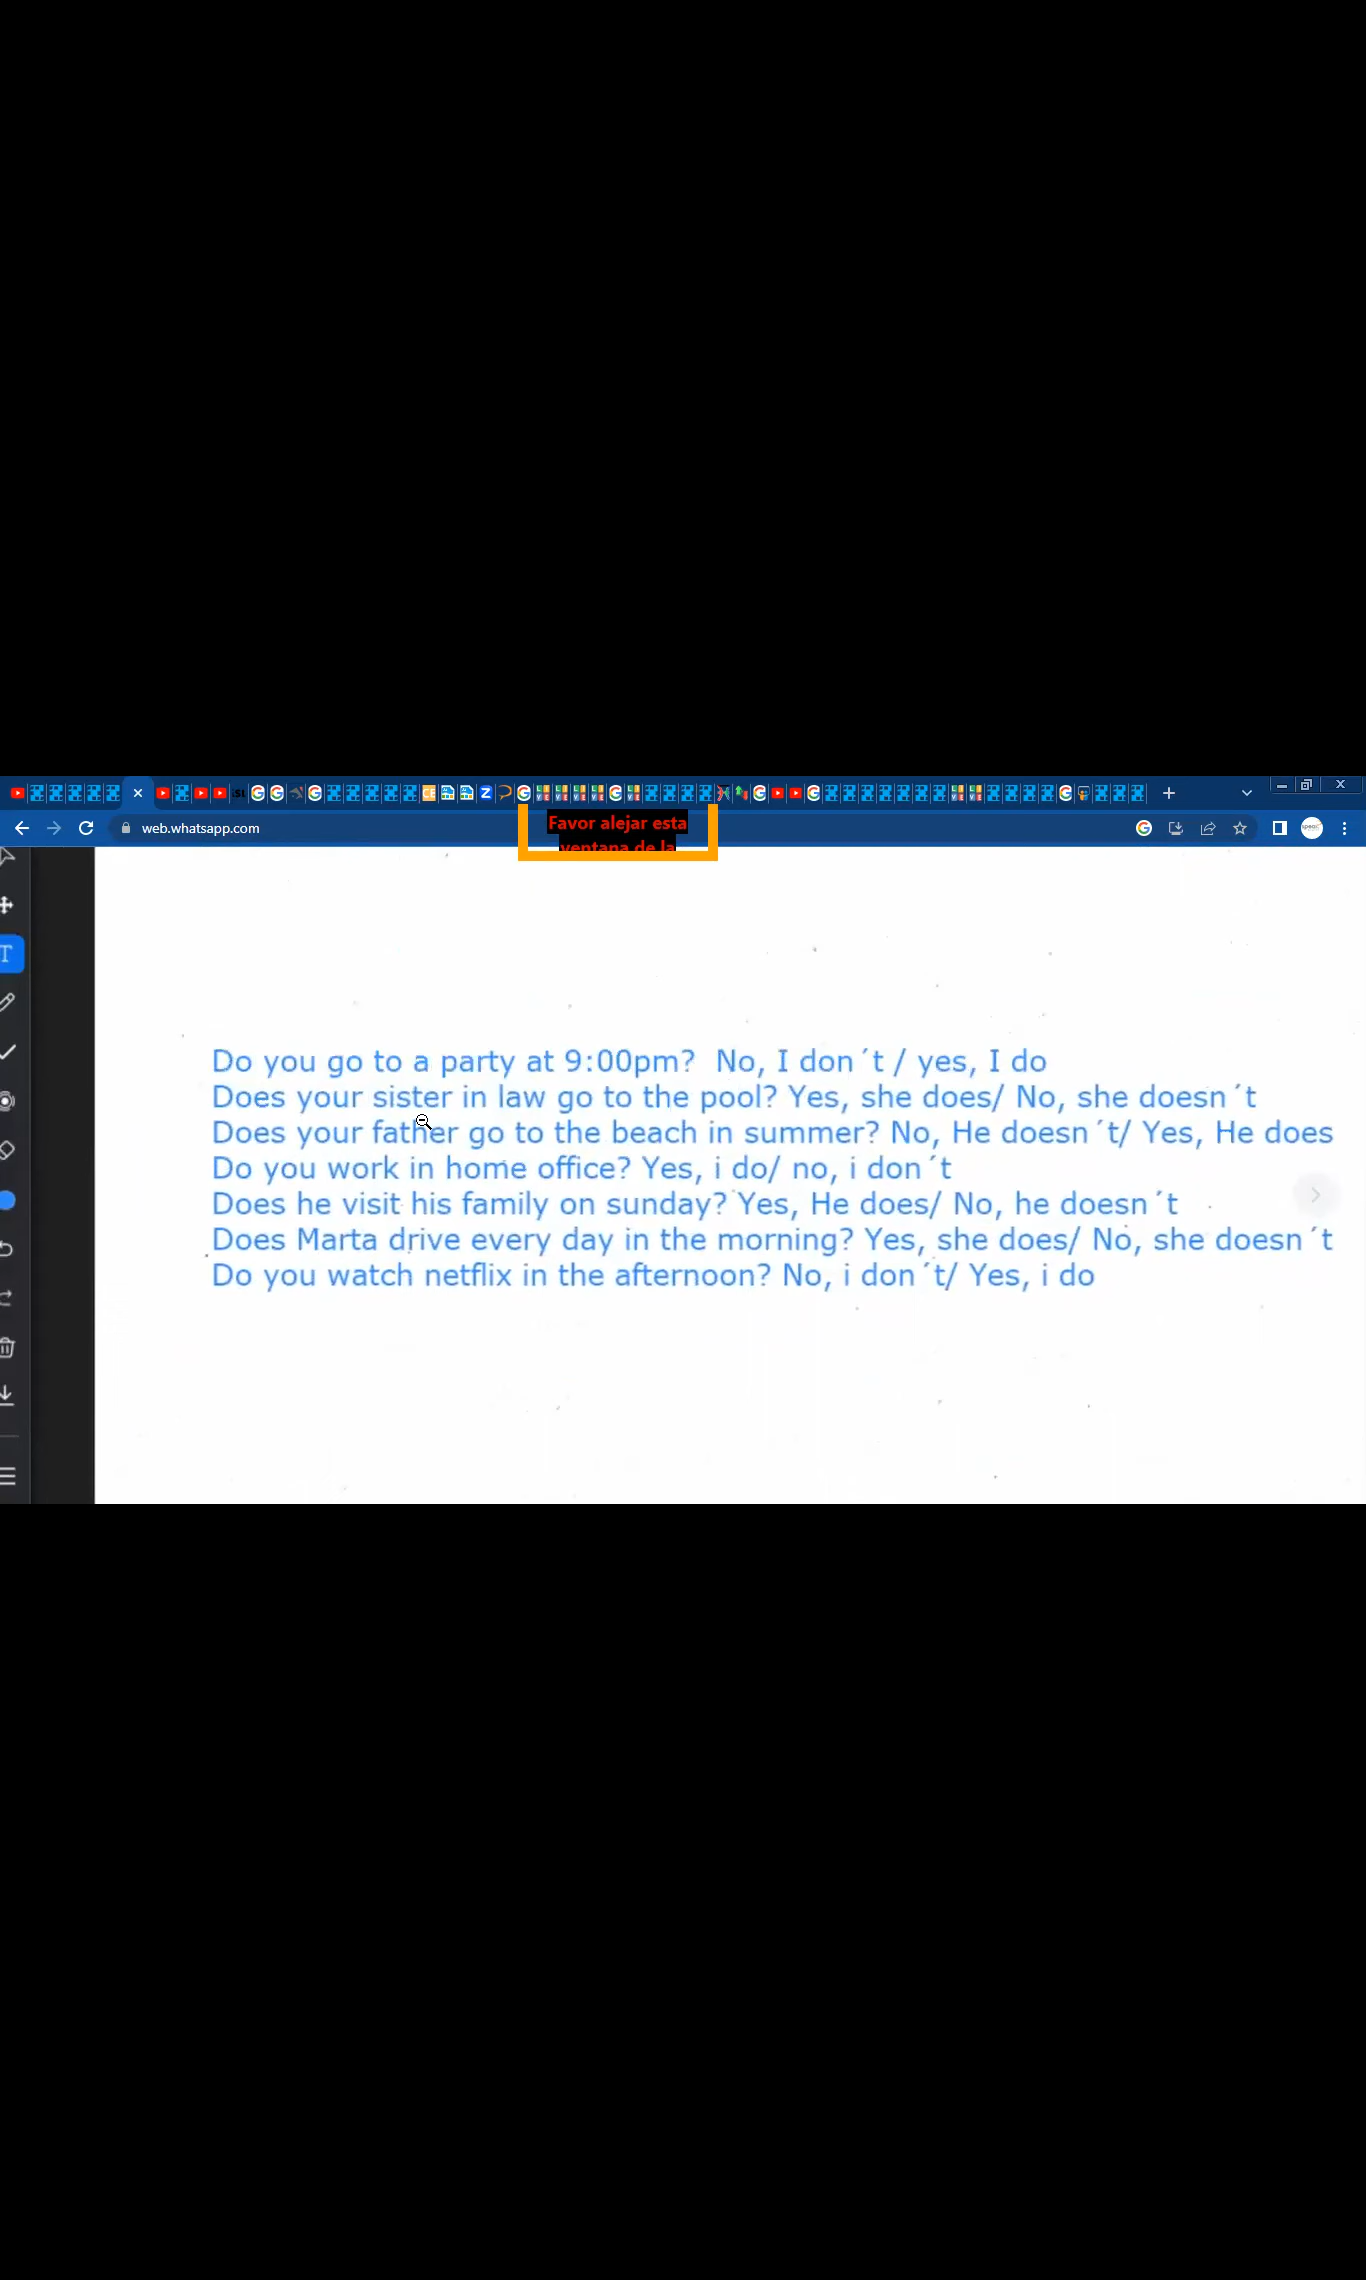 web.whatsapp.com
Favor alejar esta
ventana de la
Do you go to a party at 9:00pm?  No, I don´t / yes, I do
Does your sister in law go to the pool? Yes, she does/ No, she doesn´t
Does your father go to the beach in summer? No, He doesn´t/ Yes, He does
Do you work in home office? Yes, i do/ no, i don´t
Does he visit his family on sunday? Yes, He does/ No, he doesn´t
Does Marta drive every day in the morning? Yes, she does/ No, she doesn´t
Do you watch netflix in the afternoon? No, i don´t/ Yes, i do